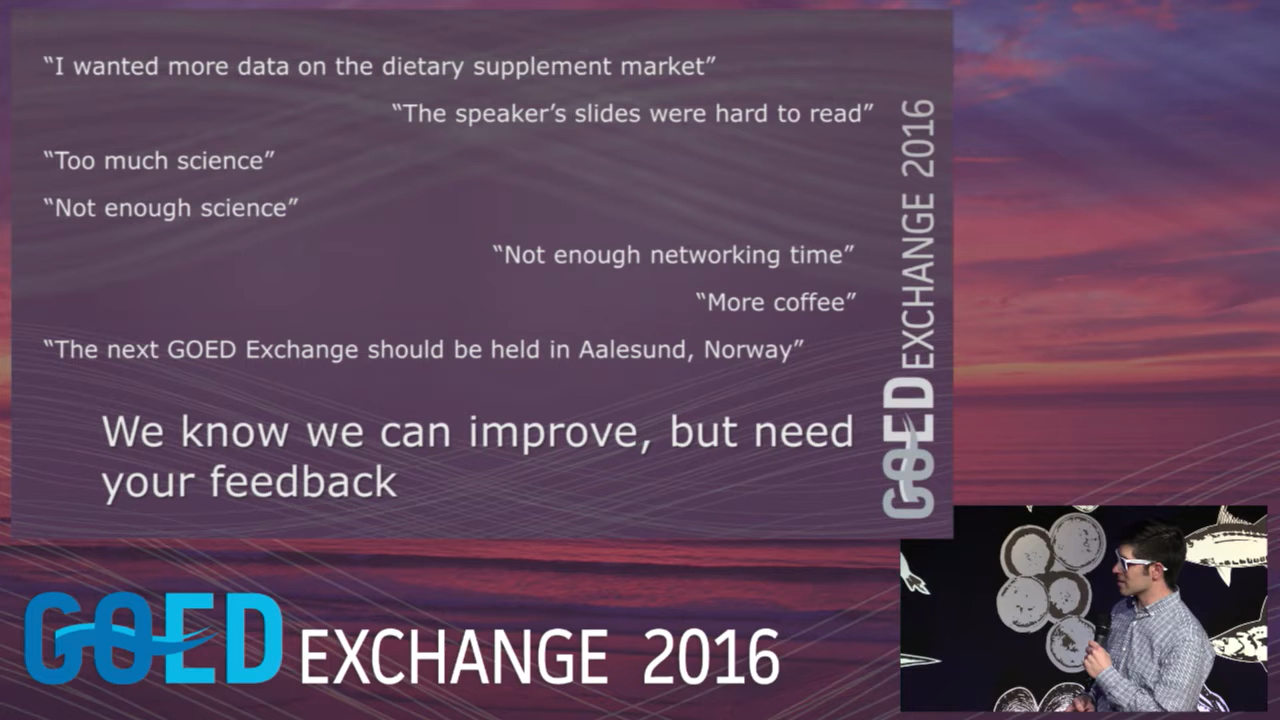 “I wanted more data on the dietary supplement market”
“The speaker’s slides were hard to read”
“Too much science”
“Not enough science”
“Not enough networking time”
“More coffee”
“The next GOED Exchange should be held in Aalesund, Norway”
We know we can improve, but need
your feedback
GOED EXCHANGE 2016
GOED EXCHANGE 2016